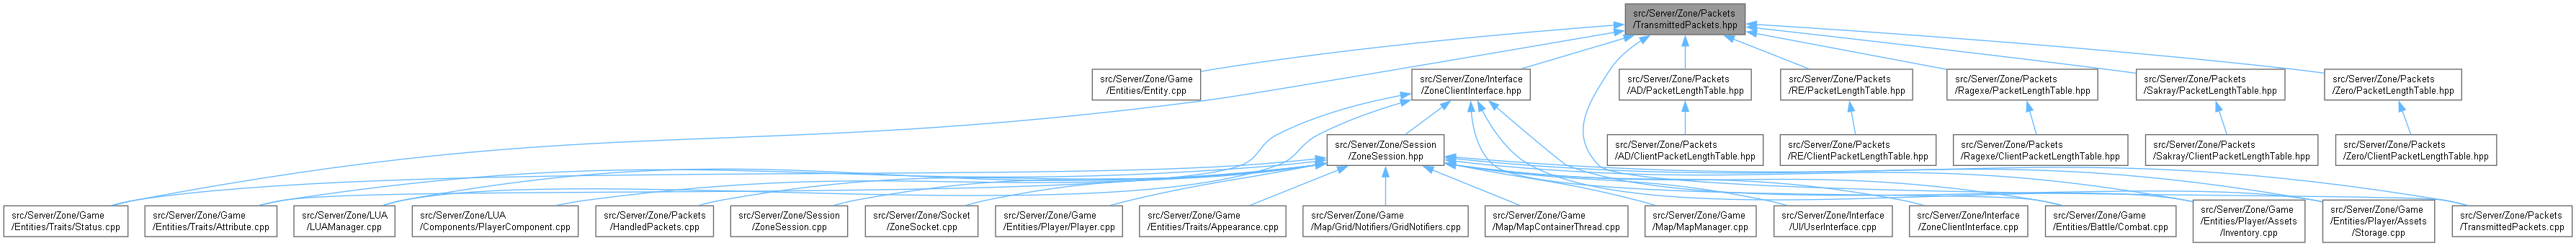 src/Server/Zone/Packets
/TransmittedPackets.hpp
src/Server/Zone/Game
/Entities/Entity.cpp
src/Server/Zone/Interface
/ZoneClientInterface.hpp
src/Server/Zone/Packets
/AD/PacketLengthTable.hpp
src/Server/Zone/Packets
/RE/PacketLengthTable.hpp
src/Server/Zone/Packets
/Ragexe/PacketLengthTable.hpp
src/Server/Zone/Packets
/Sakray/PacketLengthTable.hpp
src/Server/Zone/Packets
/Zero/PacketLengthTable.hpp
src/Server/Zone/Session
/ZoneSession.hpp
src/Server/Zone/Packets
/AD/ClientPacketLengthTable.hpp
src/Server/Zone/Packets
/RE/ClientPacketLengthTable.hpp
src/Server/Zone/Packets
/Ragexe/ClientPacketLengthTable.hpp
src/Server/Zone/Packets
/Sakray/ClientPacketLengthTable.hpp
src/Server/Zone/Packets
/Zero/ClientPacketLengthTable.hpp
src/Server/Zone/Game
/Entities/Traits/Status.cpp
src/Server/Zone/Game
/Entities/Traits/Attribute.cpp
src/Server/Zone/LUA
/LUAManager.cpp
src/Server/Zone/LUA
/Components/PlayerComponent.cpp
src/Server/Zone/Packets
/HandledPackets.cpp
src/Server/Zone/Session
/ZoneSession.cpp
src/Server/Zone/Socket
/ZoneSocket.cpp
src/Server/Zone/Game
/Entities/Player/Player.cpp
src/Server/Zone/Game
/Entities/Traits/Appearance.cpp
src/Server/Zone/Game
/Map/Grid/Notifiers/GridNotifiers.cpp
src/Server/Zone/Game
/Map/MapContainerThread.cpp
src/Server/Zone/Game
/Map/MapManager.cpp
src/Server/Zone/Interface
/UI/UserInterface.cpp
src/Server/Zone/Interface
/ZoneClientInterface.cpp
src/Server/Zone/Game
/Entities/Battle/Combat.cpp
src/Server/Zone/Game
/Entities/Player/Assets
/Inventory.cpp
src/Server/Zone/Game
/Entities/Player/Assets
/Storage.cpp
src/Server/Zone/Packets
/TransmittedPackets.cpp